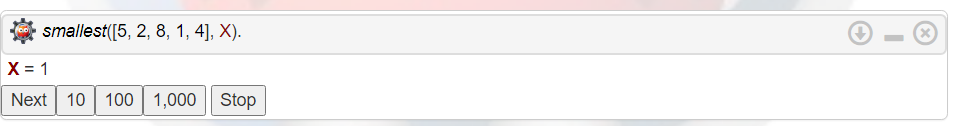 smallest([5, 2, 8, 1, 4], X).
X = 1
Next 10 100 1,000 Stop